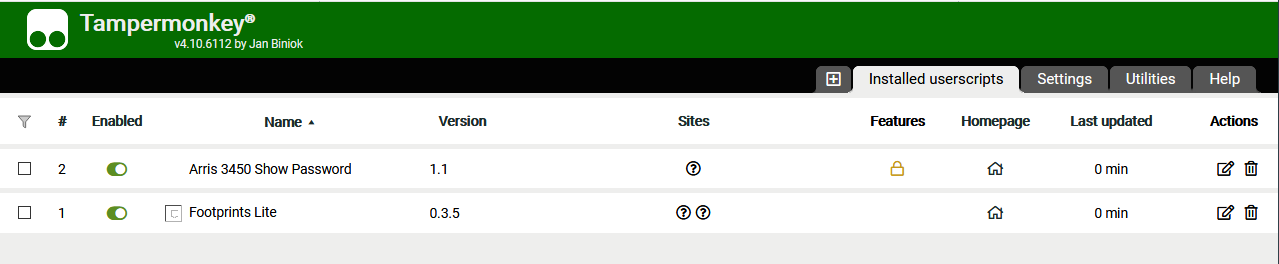 Tampermonkey®
v4.10.6112 by Jan Biniok
Installed userscripts Settings Utilities Help
# Enabled Name Version Sites Features Homepage Last updated Actions
2 Arris 3450 Show Password 1.1 0 min
1 Footprints Lite 0.3.5 0 min